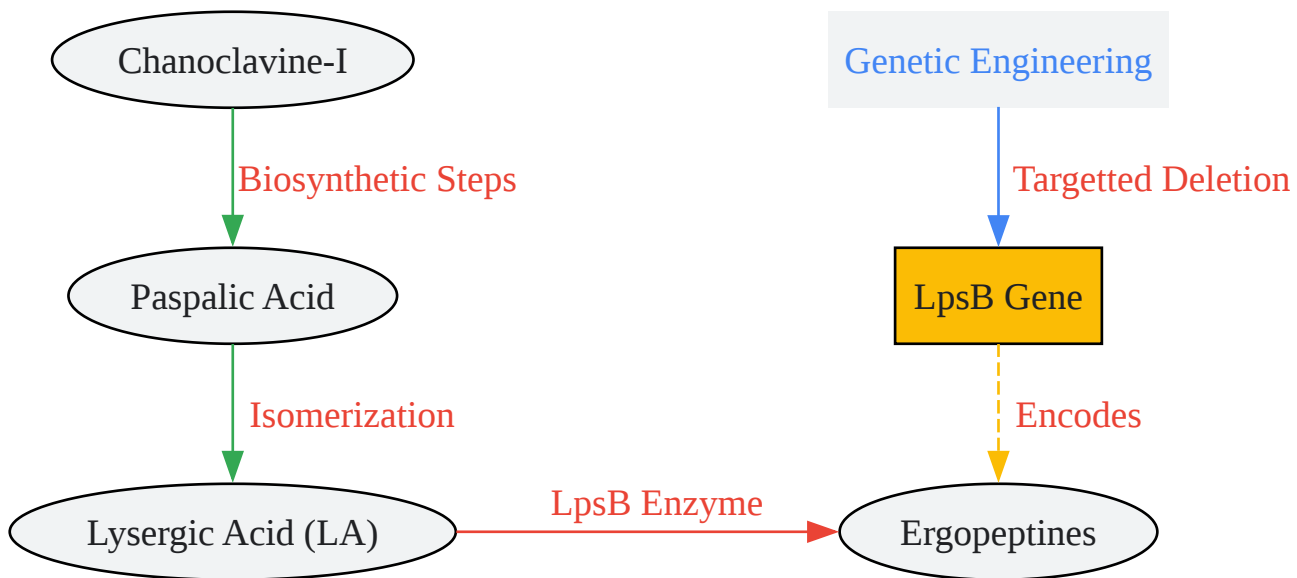 Chanoclavine-I
Genetic Engineering
Biosynthetic Steps
Targetted Deletion
Paspalic Acid
LpsB Gene
Isomerization
Encodes
LpsB Enzyme
Lysergic Acid (LA)
Ergopeptines